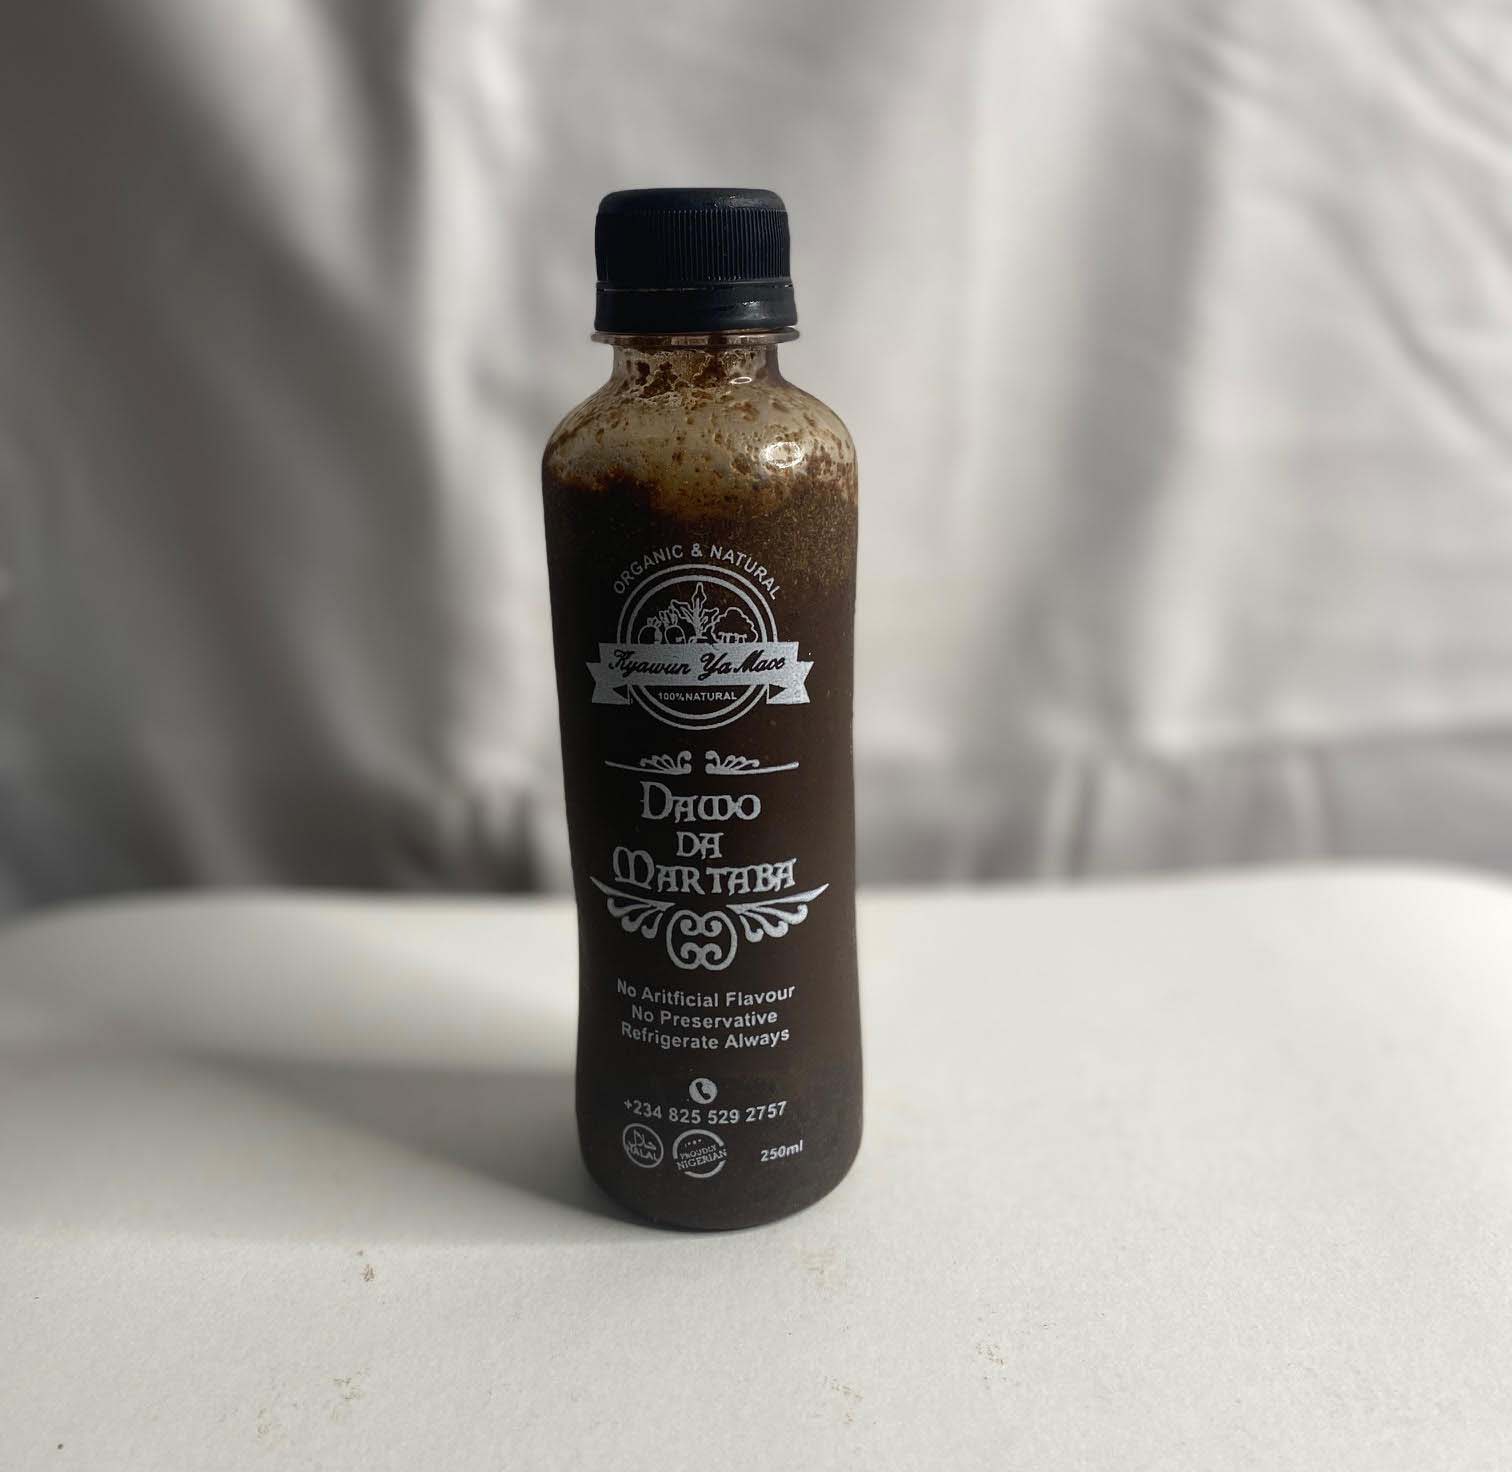 ORGANIC & NATURAL
Kyawun Ya Mace
100% NATURAL
DAWO
DA
MARTABA
No Aritficial Flavour
No Preservative
Refrigerate Always
+234 825 529 2757
حلال
HALAL
PROUDLY
NIGERIAN
250ml